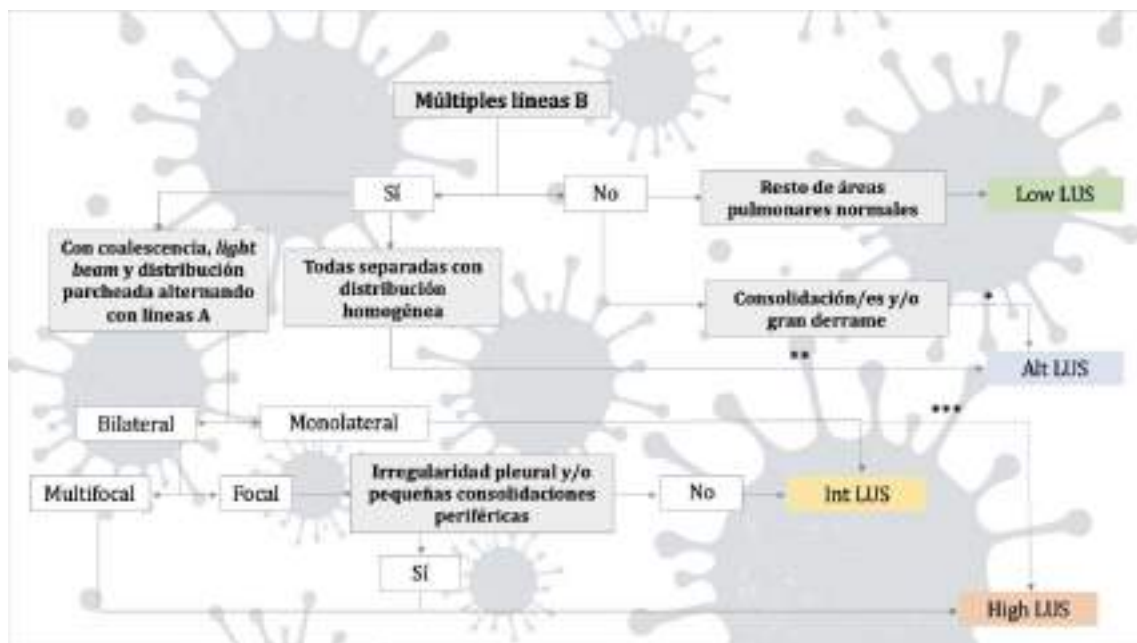 Múltiples líneas B
Sí
No
Resto de áreas
pulmonares normales
Low LUS
Con coalescencia, light
beam y distribución
parcheada alternando
con líneas A
Todas separadas con
distribución
homogénea
Consolidación/es y/o
gran derrame
*
**
Alt LUS
***
Bilateral
Monolateral
Multifocal
Focal
Irregularidad pleural y/o
pequeñas consolidaciones
periféricas
No
Int LUS
Sí
High LUS